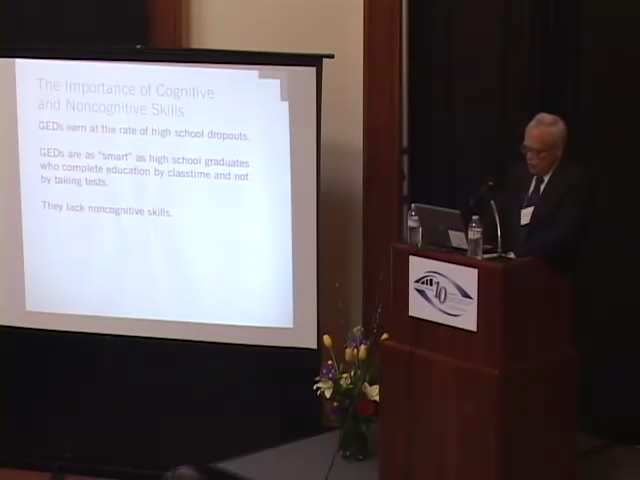 The Importance of Cognitive
and Noncognitive Skills
GEDs earn at the rate of high school dropouts.
GEDs are as "smart" as high school graduates
who complete education by classtime and not
by taking tests.
They lack noncognitive skills.
10